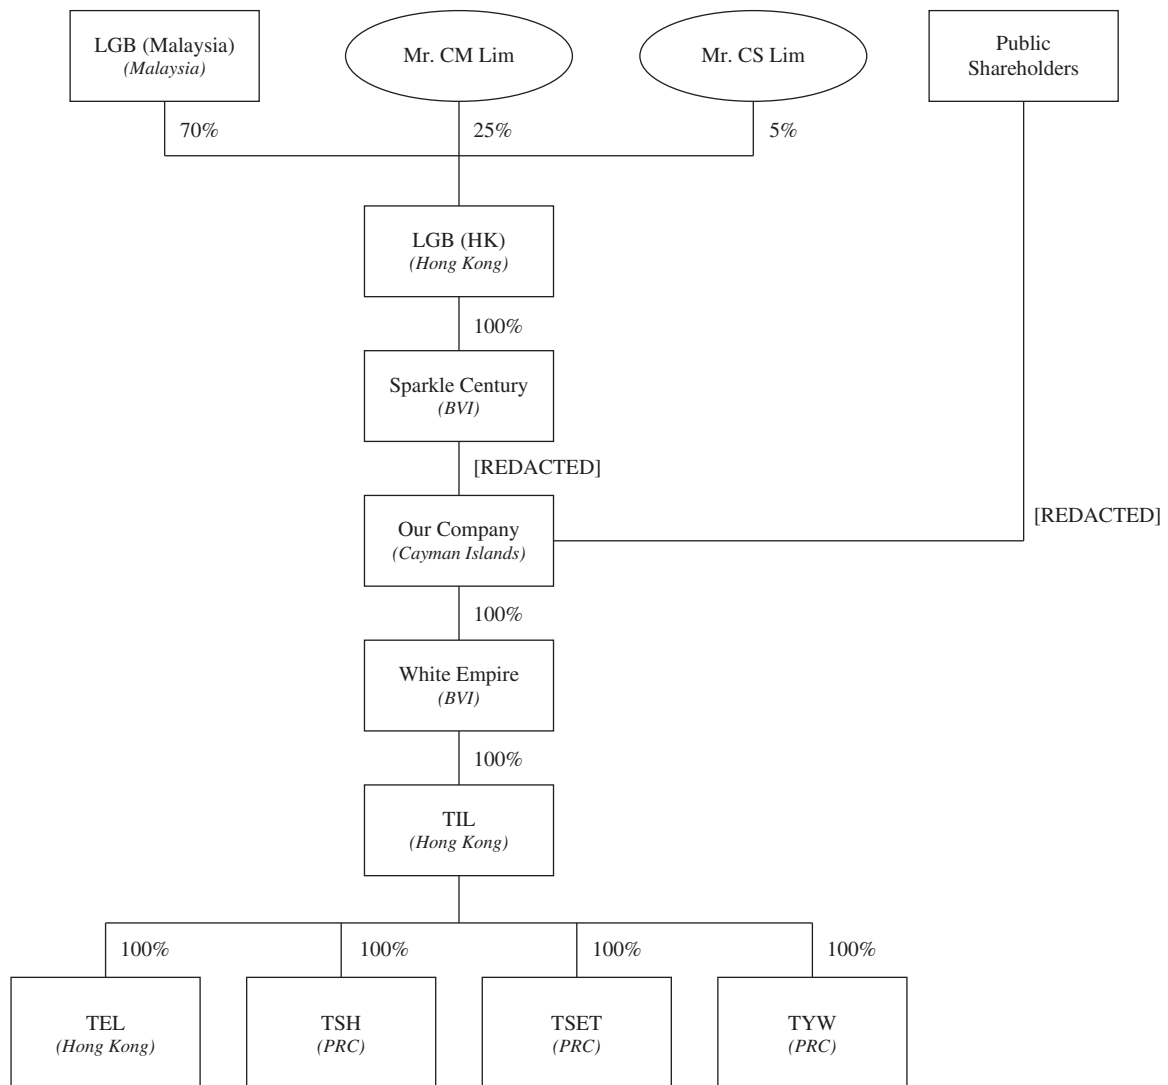 LGB (Malaysia)
(Malaysia)
Mr. CM Lim
Mr. CS Lim
Public
Shareholders
70%
25%
5%
LGB (HK)
(Hong Kong)
100%
Sparkle Century
(BVI)
[REDACTED]
Our Company
(Cayman Islands)
[REDACTED]
100%
White Empire
(BVI)
100%
TIL
(Hong Kong)
100%
100%
100%
100%
TEL
(Hong Kong)
TSH
(PRC)
TSET
(PRC)
TYW
(PRC)